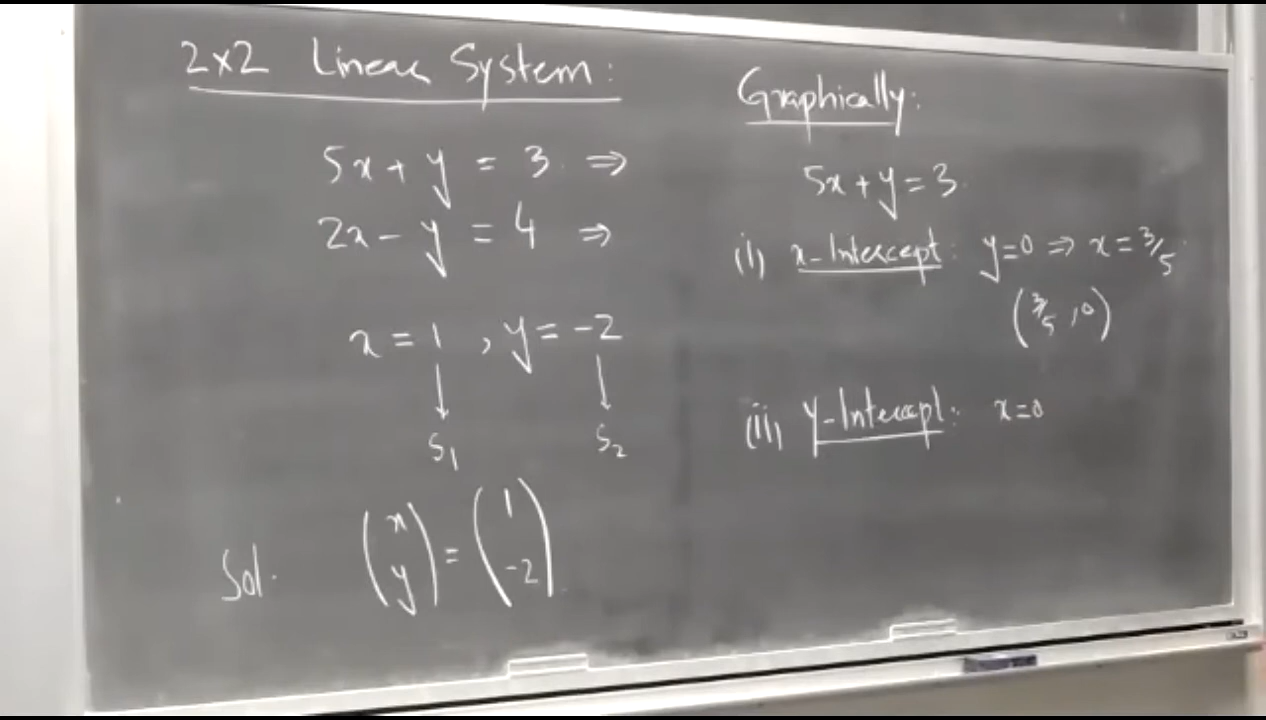 2x2 Linear System:
5x + y = 3. ⇒
2x - y = 4 ⇒
x = 1 , y = -2
↓ ↓
S₁ S₂
Sol. (x y) = (1 -2)
Graphically:
5x + y = 3.
(i) x-Intercept: y=0 ⇒ x = 3/5.
(3/5, 0)
(ii) y-Intercept: x=0